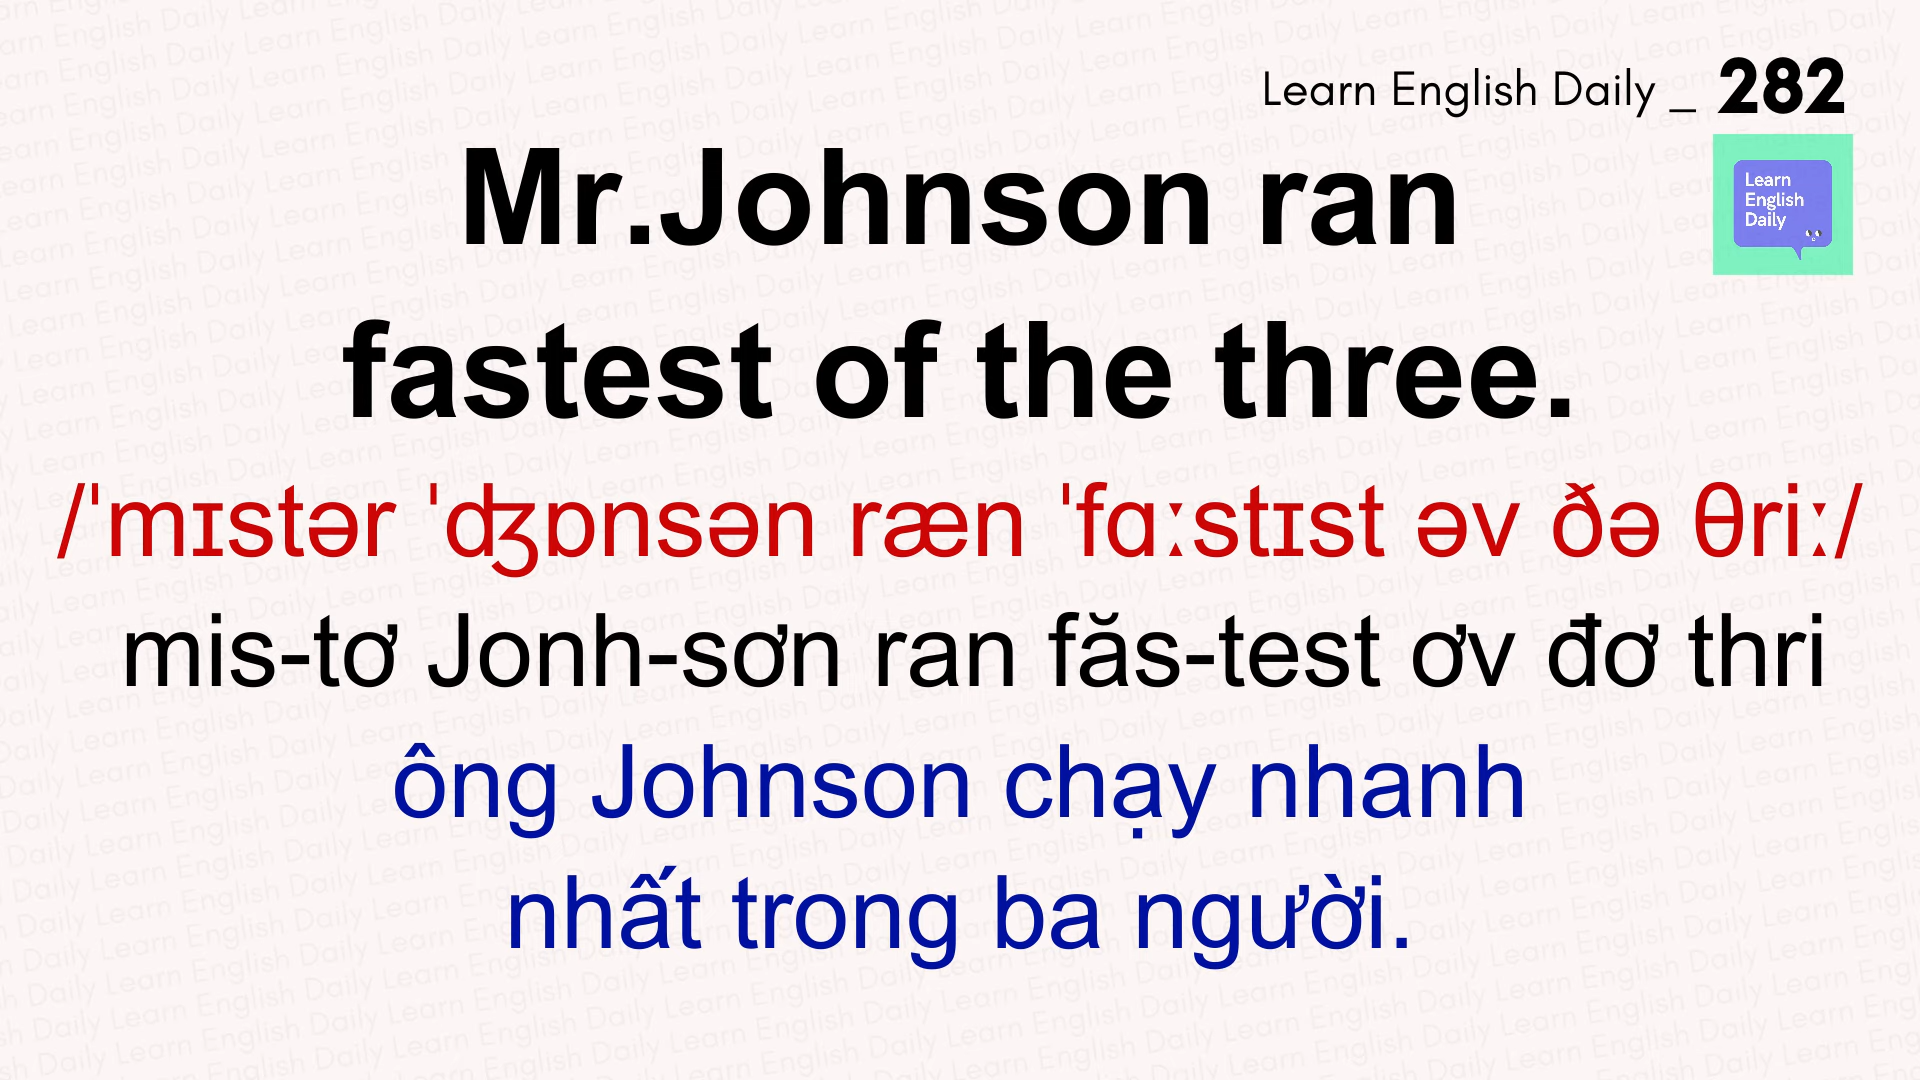 Learn English Daily _ 282
Mr.Johnson ran
Learn
English
Daily
fastest of the three.
/ˈmɪstər ˈʤɒnsən ræn ˈfɑːstɪst əv ðə θriː/
mis-tơ Jonh-sơn ran făs-test ơv đơ thri
ông Johnson chạy nhanh
nhất trong ba người.